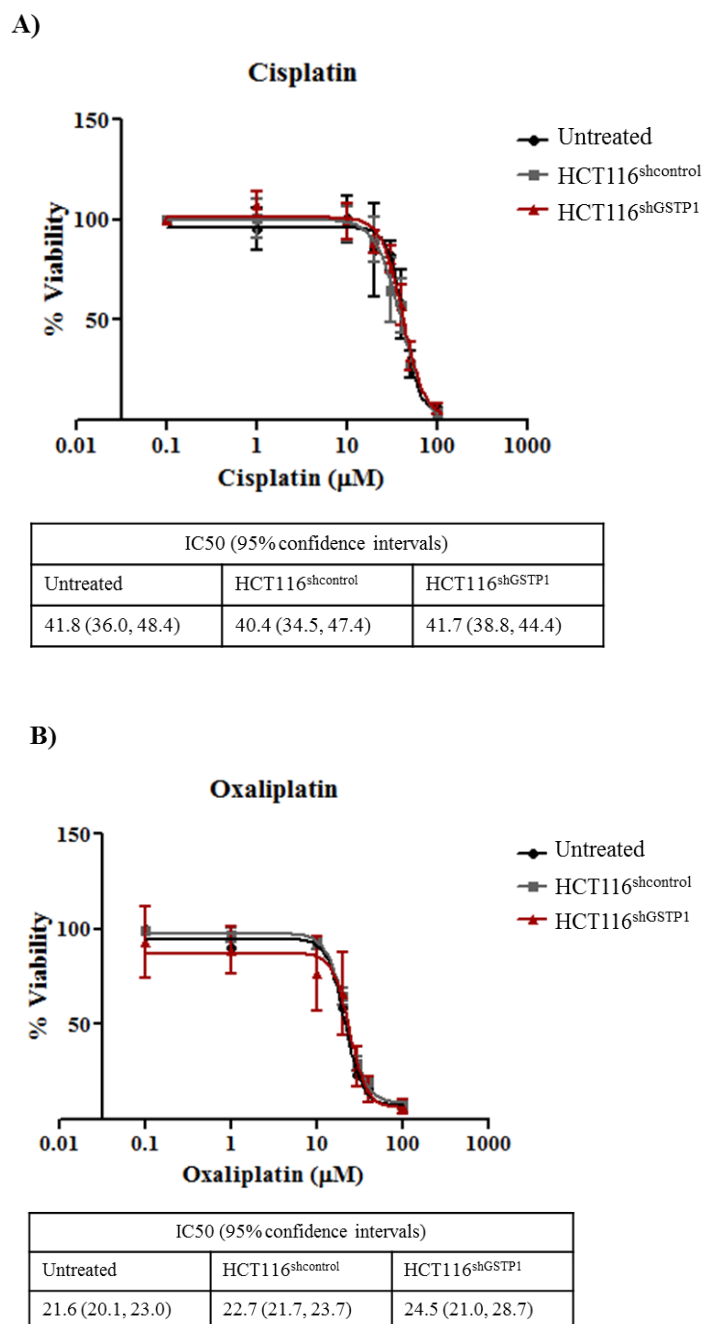 A)
Cisplatin
150
100
50
% Viability
0.01 0.1 1 10 100 1000
Cisplatin (μM)
Untreated
HCT116shcontrol
HCT116shGSTP1
IC50 (95% confidence intervals)
Untreated HCT116shcontrol HCT116shGSTP1
41.8 (36.0, 48.4) 40.4 (34.5, 47.4) 41.7 (38.8, 44.4)
B)
Oxaliplatin
150
100
50
% Viability
0.01 0.1 1 10 100 1000
Oxaliplatin (μM)
Untreated
HCT116shcontrol
HCT116shGSTP1
IC50 (95% confidence intervals)
Untreated HCT116shcontrol HCT116shGSTP1
21.6 (20.1, 23.0) 22.7 (21.7, 23.7) 24.5 (21.0, 28.7)